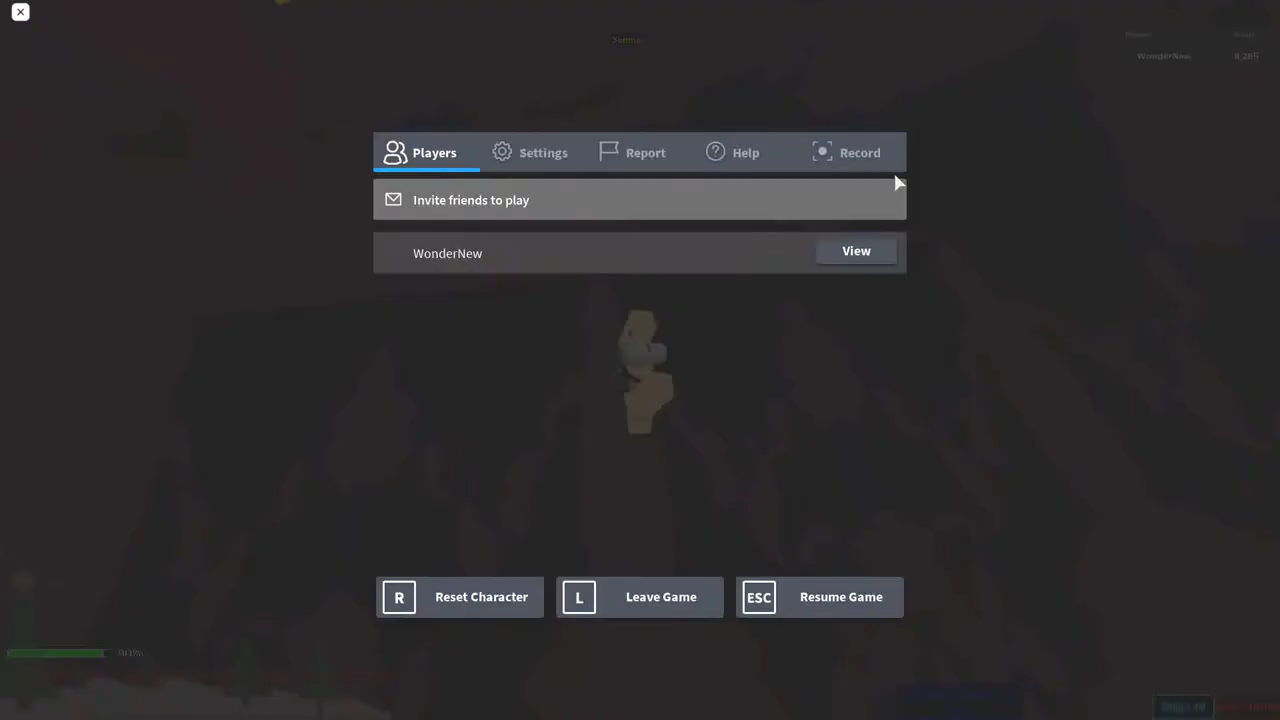 Players Settings Report Help Record
Invite friends to play
WonderNew View
R Reset Character L Leave Game ESC Resume Game
WonderNew